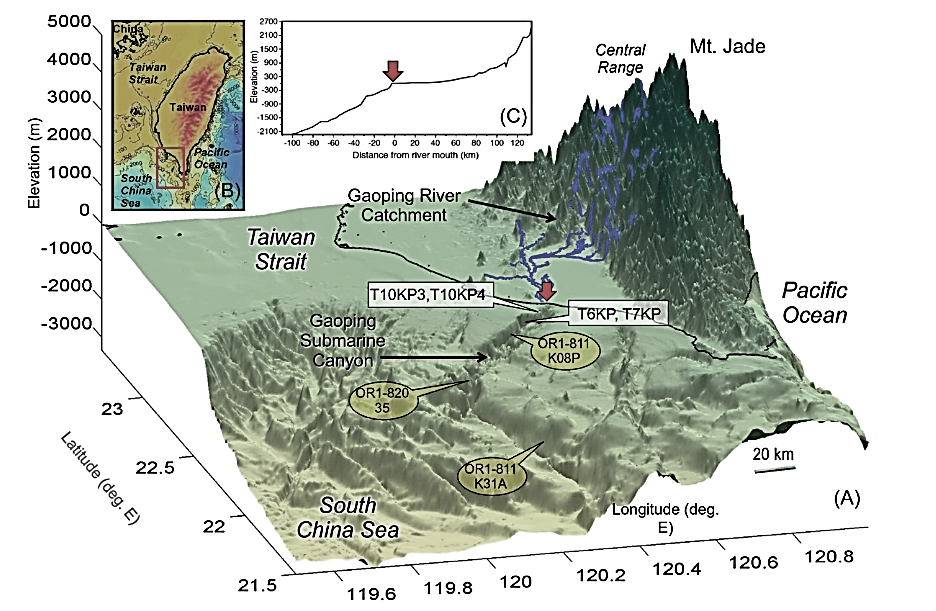 5000
4000
3000
2000
1000
0
-1000
-2000
-3000
Elevation (m)
China
Taiwan
Strait
Taiwan
Pacific
Ocean
South
China
Sea
(B)
2700
2100
1500
900
300
-300
-900
-1500
-2100
Elevation (m)
-100 -80 -60 -40 -20 0 20 40 60 80 100 120
Distance from river mouth (km)
(C)
Central
Range
Mt. Jade
Gaoping River
Catchment
Taiwan
Strait
T10KP3,T10KP4
T6KP, T7KP
Pacific
Ocean
Gaoping
Submarine
Canyon
OR1-811
K08P
OR1-820
35
OR1-811
K31A
20 km
South
China Sea
(A)
Longitude (deg.
E)
Latitude (deg. E)
23
22.5
22
21.5
119.6 119.8 120 120.2 120.4 120.6 120.8